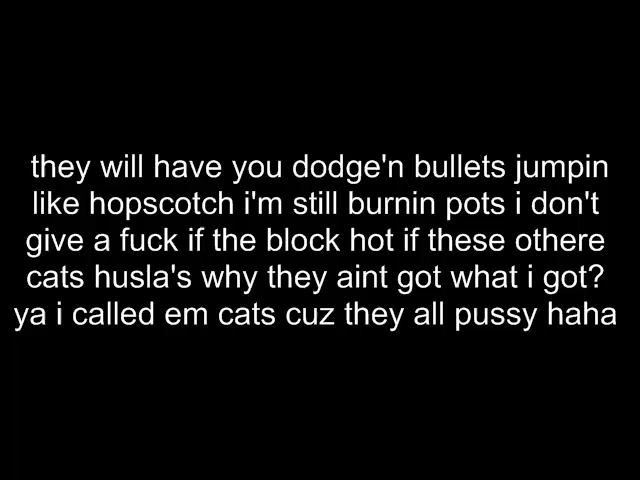 they will have you dodge'n bullets jumpin
like hopscotch i'm still burnin pots i don't
give a fuck if the block hot if these othere
cats husla's why they aint got what i got?
ya i called em cats cuz they all pussy haha